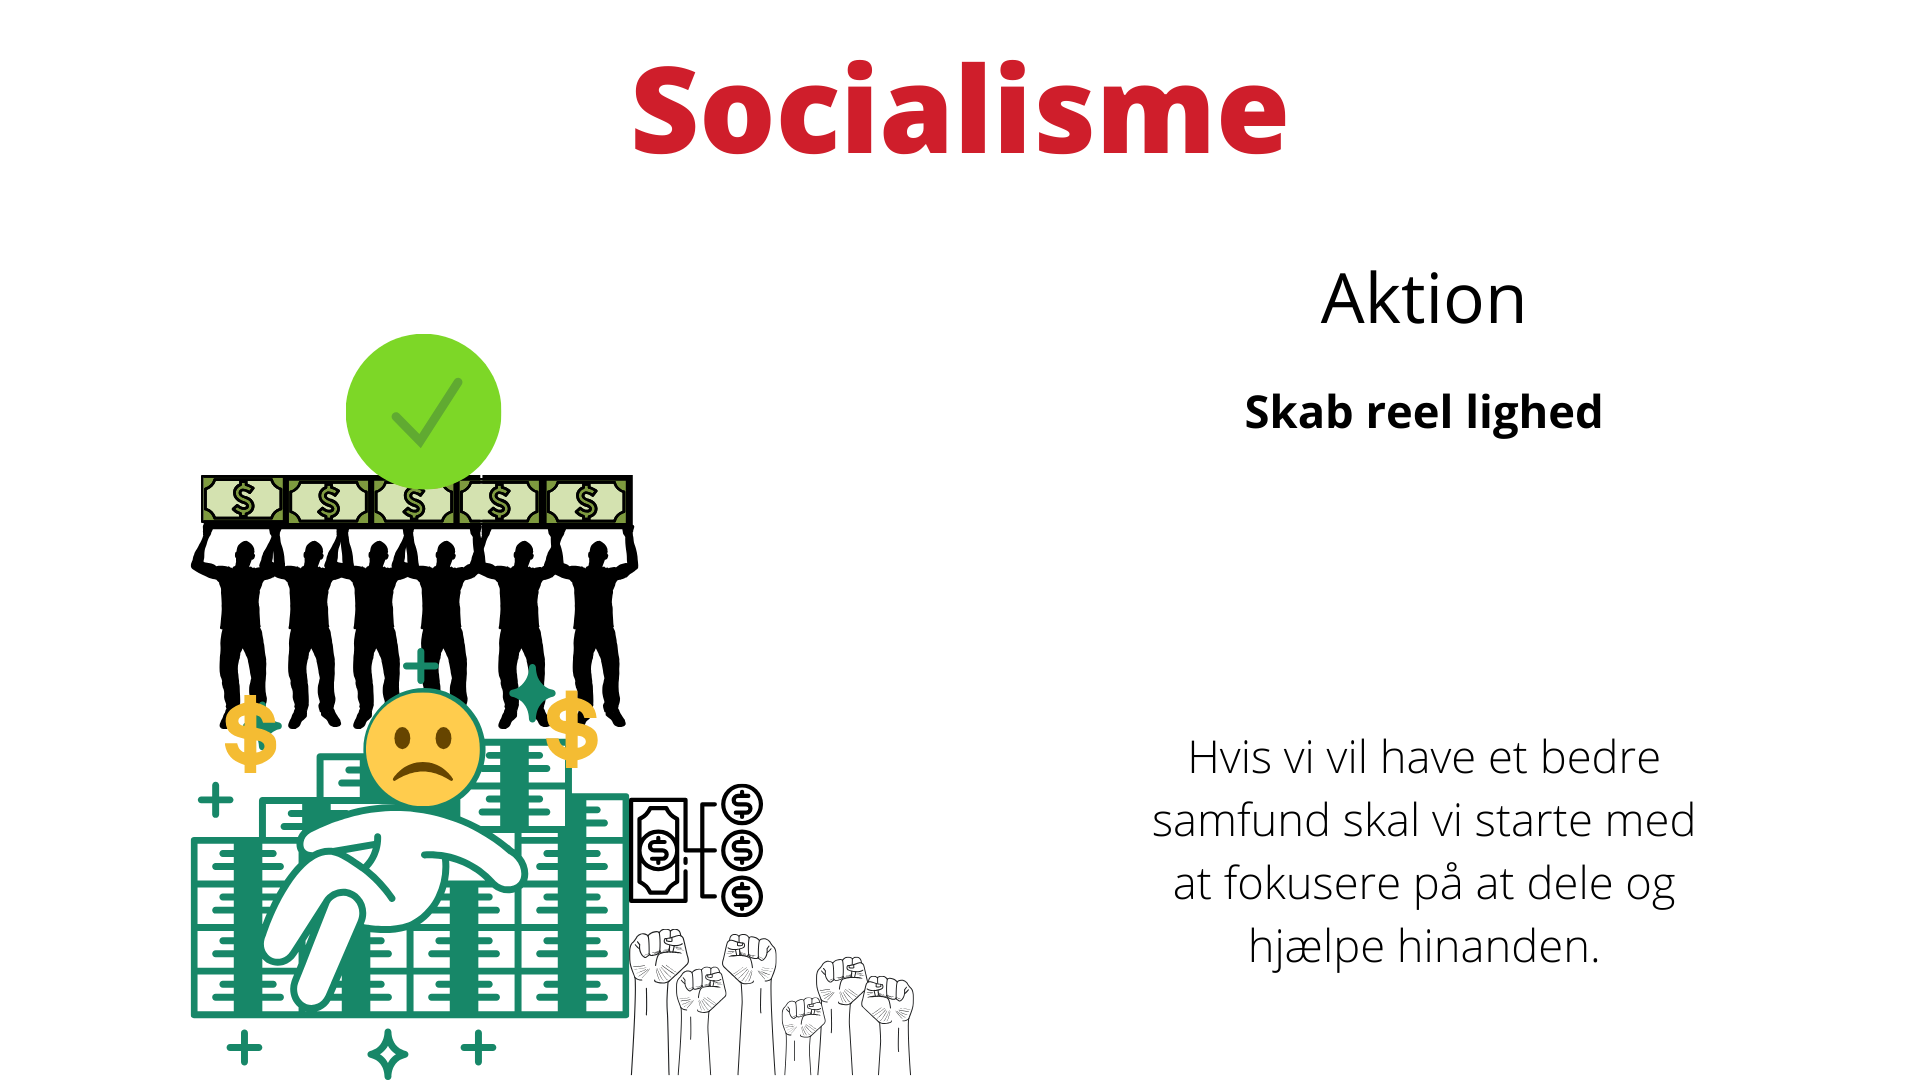 Socialisme
Aktion
Skab reel lighed
Hvis vi vil have et bedre
samfund skal vi starte med
at fokusere på at dele og
hjælpe hinanden.